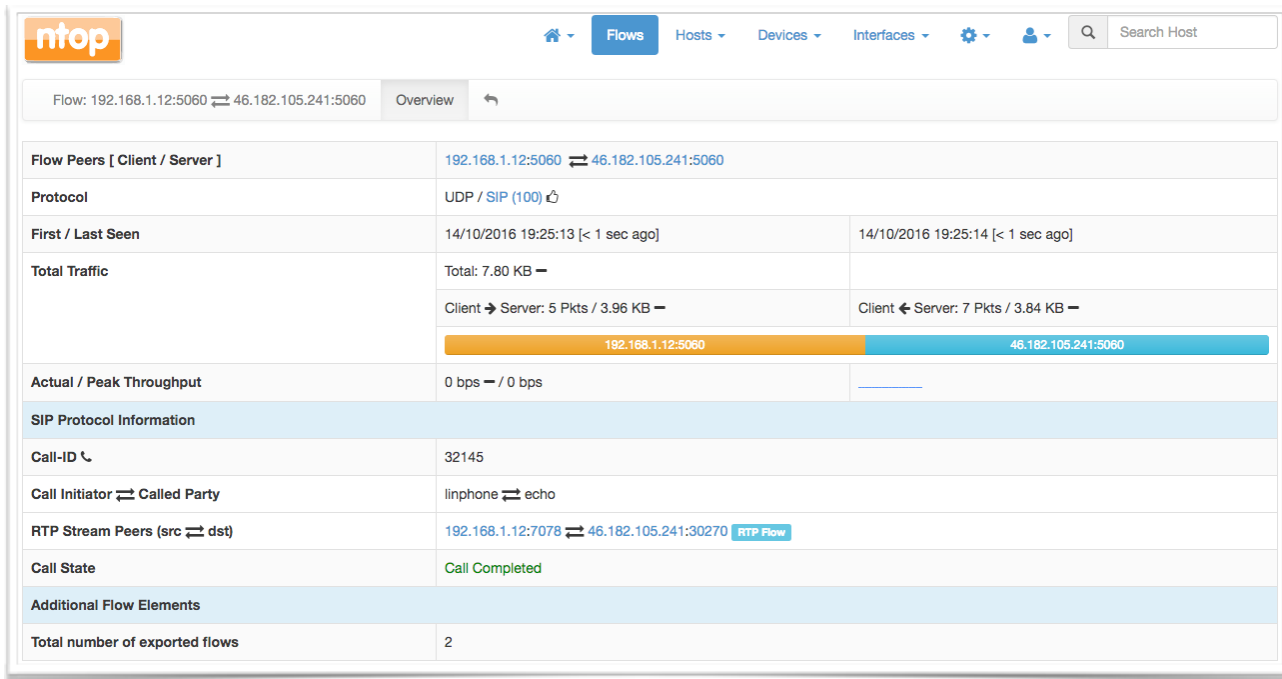 ntop
Flows Hosts Devices Interfaces Search Host
Flow: 192.168.1.12:5060 ⇄ 46.182.105.241:5060 Overview
Flow Peers [ Client / Server ] 192.168.1.12:5060 ⇄ 46.182.105.241:5060
Protocol UDP / SIP (100)
First / Last Seen 14/10/2016 19:25:13 [< 1 sec ago] 14/10/2016 19:25:14 [< 1 sec ago]
Total Traffic Total: 7.80 KB —
Client → Server: 5 Pkts / 3.96 KB — Client ← Server: 7 Pkts / 3.84 KB —
192.168.1.12:5060 46.182.105.241:5060
Actual / Peak Throughput 0 bps — / 0 bps
SIP Protocol Information
Call-ID 32145
Call Initiator ⇄ Called Party linphone ⇄ echo
RTP Stream Peers (src ⇄ dst) 192.168.1.12:7078 ⇄ 46.182.105.241:30270 RTP Flow
Call State Call Completed
Additional Flow Elements
Total number of exported flows 2